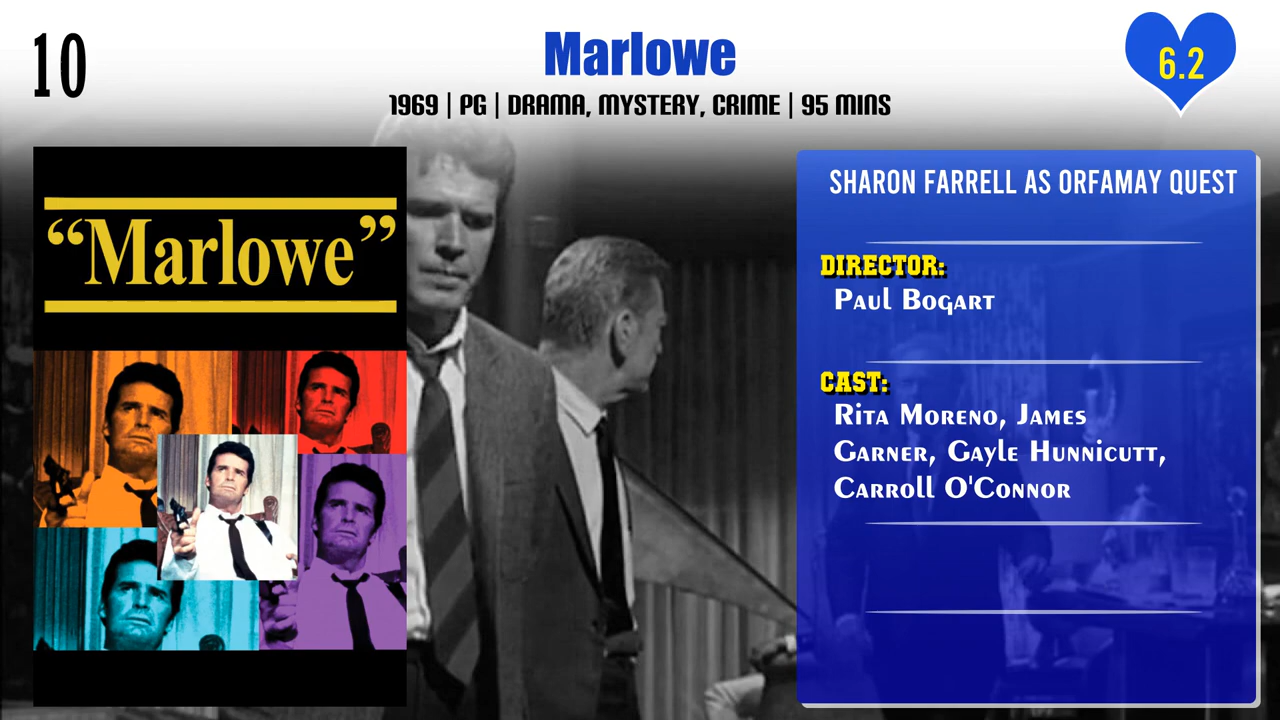 10
Marlowe
6.2
1969 | PG | DRAMA, MYSTERY, CRIME | 95 MINS
“Marlowe”
SHARON FARRELL AS ORFAMAY QUEST
DIRECTOR:
Paul Bogart
CAST:
Rita Moreno, James
Garner, Gayle Hunnicutt,
Carroll O'Connor